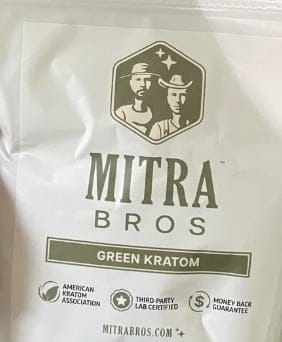 MITRA™
BROS
GREEN KRATOM
AMERICAN
KRATOM
ASSOCIATION
THIRD-PARTY
LAB CERTIFIED
$
MONEY BACK
GUARANTEE
MITRABROS.COM